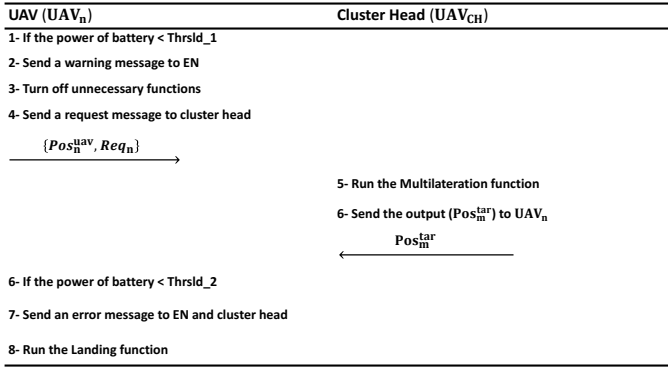 UAV (UAVₙ) Cluster Head (UAV_CH)
1- If the power of battery < Thrsld_1
2- Send a warning message to EN
3- Turn off unnecessary functions
4- Send a request message to cluster head
{Posₙᵘᵃᵛ, Reqₙ}
5- Run the Multilateration function
6- Send the output (Posₘᵗᵃʳ) to UAVₙ
Posₘᵗᵃʳ
6- If the power of battery < Thrsld_2
7- Send an error message to EN and cluster head
8- Run the Landing function